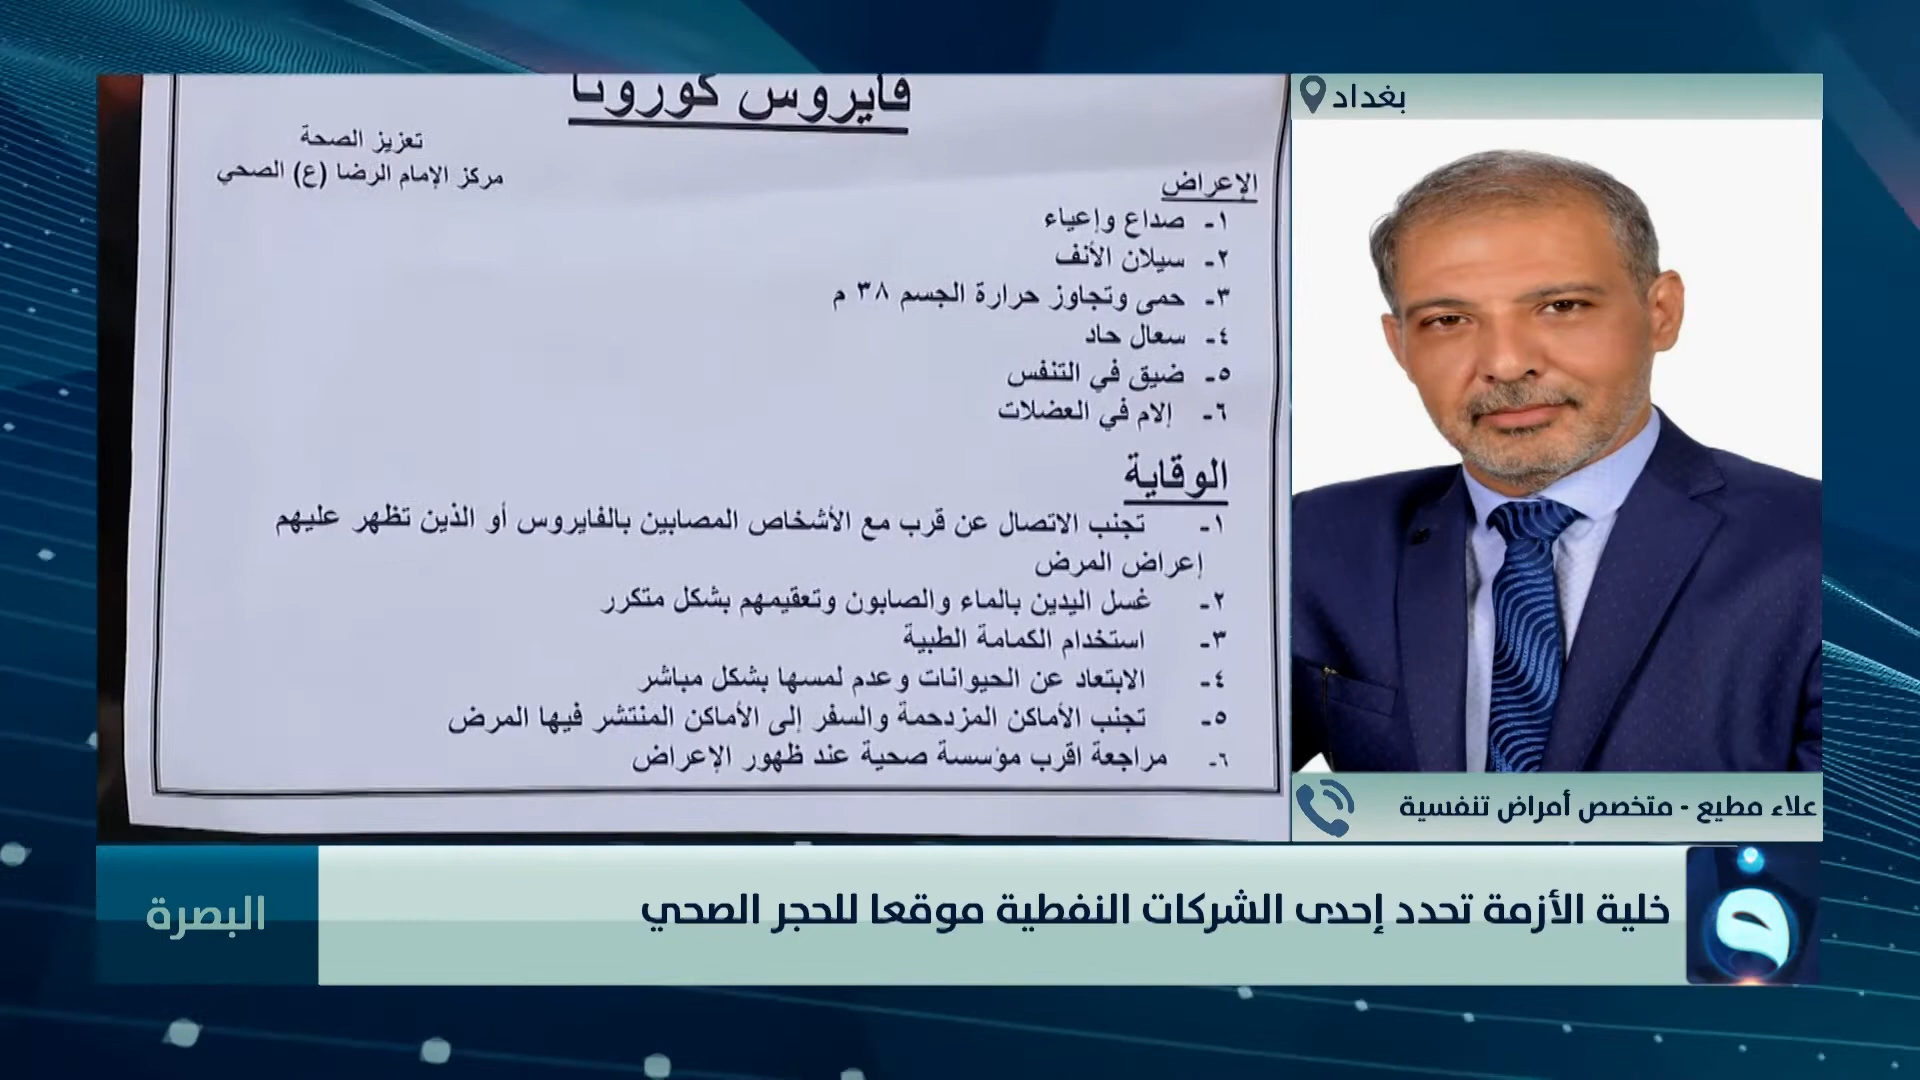 فايروس كورونا
تعزيز الصحة
مركز الإمام الرضا (ع) الصحي
الإعراض
١- صداع وإعياء
٢- سيلان الأنف
٣- حمى وتجاوز حرارة الجسم ٣٨ م
٤- سعال حاد
٥- ضيق في التنفس
٦- إلام في العضلات
الوقاية
١- تجنب الاتصال عن قرب مع الأشخاص المصابين بالفايروس أو الذين تظهر عليهم
إعراض المرض
٢- غسل اليدين بالماء والصابون وتعقيمهم بشكل متكرر
٣- استخدام الكمامة الطبية
٤- الابتعاد عن الحيوانات وعدم لمسها بشكل مباشر
٥- تجنب الأماكن المزدحمة والسفر إلى الأماكن المنتشر فيها المرض
٦- مراجعة اقرب مؤسسة صحية عند ظهور الإعراض
بغداد
علاء مطيع - متخصص أمراض تنفسية
خلية الأزمة تحدد إحدى الشركات النفطية موقعا للحجر الصحي
البصرة